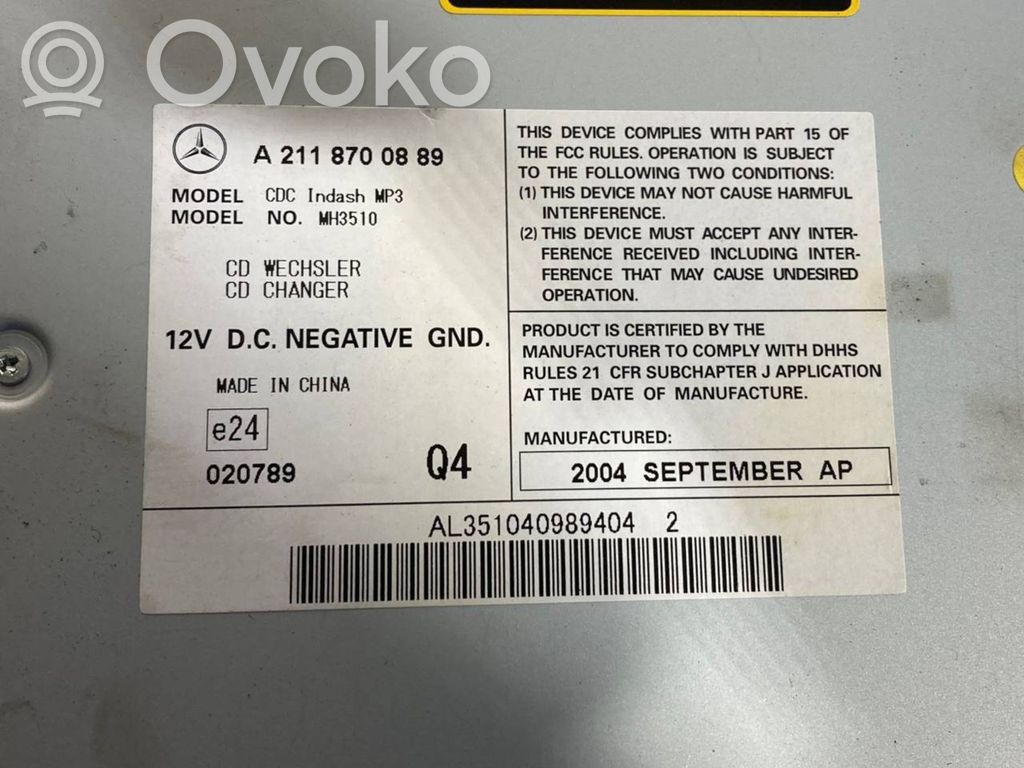 Ovoko
A 211 870 08 89
MODEL CDC Indash MP3
MODEL NO. MH3510
CD WECHSLER
CD CHANGER
12V D.C. NEGATIVE GND.
MADE IN CHINA
e24
020789
Q4
THIS DEVICE COMPLIES WITH PART 15 OF
THE FCC RULES. OPERATION IS SUBJECT
TO THE FOLLOWING TWO CONDITIONS:
(1) THIS DEVICE MAY NOT CAUSE HARMFUL
INTERFERENCE.
(2) THIS DEVICE MUST ACCEPT ANY INTER-
FERENCE RECEIVED INCLUDING INTER-
FERENCE THAT MAY CAUSE UNDESIRED
OPERATION.
PRODUCT IS CERTIFIED BY THE
MANUFACTURER TO COMPLY WITH DHHS
RULES 21 CFR SUBCHAPTER J APPLICATION
AT THE DATE OF MANUFACTURE.
MANUFACTURED:
2004 SEPTEMBER AP
AL351040989404 2